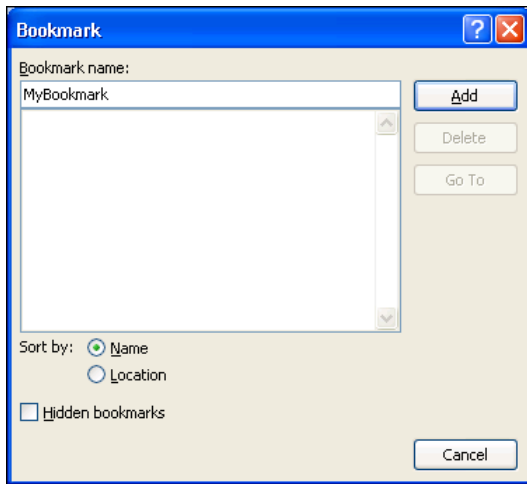 Bookmark
Bookmark name:
MyBookmark
Add
Delete
Go To
Sort by: Name
Location
Hidden bookmarks
Cancel